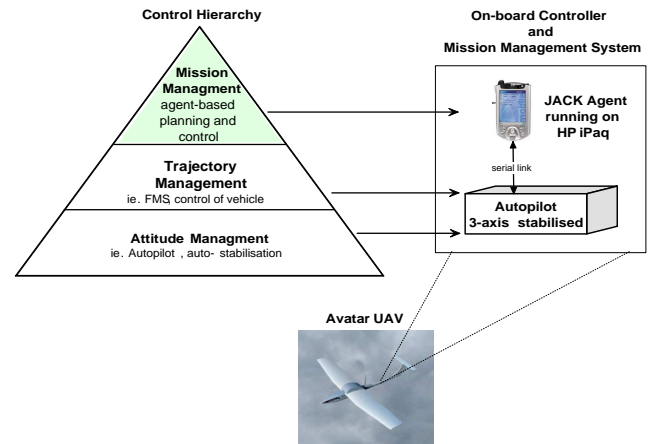 Control Hierarchy
Mission
Managment
agent-based
planning and
control
Trajectory
Management
ie. FMS, control of vehicle
Attitude Managment
ie. Autopilot , auto- stabilisation
On-board Controller
and
Mission Management System
JACK Agent
running on
HP iPaq
serial link
Autopilot
3-axis stabilised
Avatar UAV